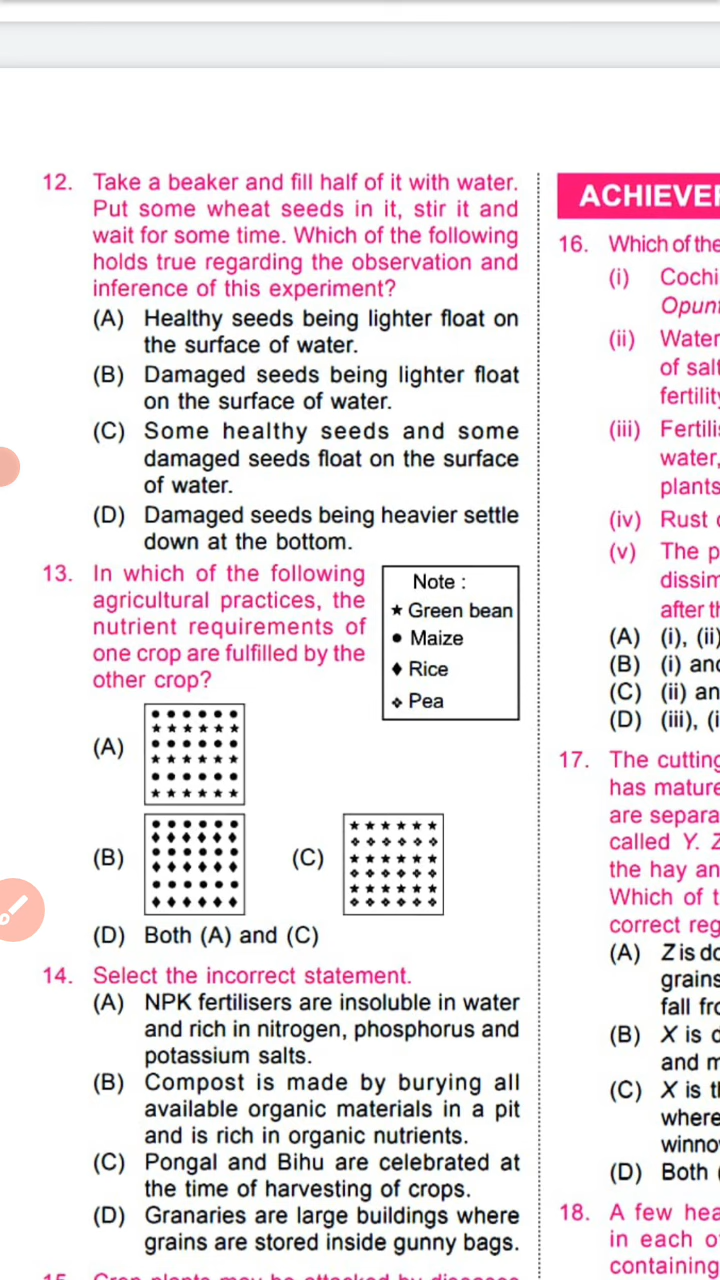 12. Take a beaker and fill half of it with water.
Put some wheat seeds in it, stir it and
wait for some time. Which of the following
holds true regarding the observation and
inference of this experiment?
(A) Healthy seeds being lighter float on
the surface of water.
(B) Damaged seeds being lighter float
on the surface of water.
(C) Some healthy seeds and some
damaged seeds float on the surface
of water.
(D) Damaged seeds being heavier settle
down at the bottom.
13. In which of the following
agricultural practices, the
nutrient requirements of
one crop are fulfilled by the
other crop?
Note :
★ Green bean
● Maize
♦ Rice
❖ Pea
(A)
(B)
(C)
(D) Both (A) and (C)
14. Select the incorrect statement.
(A) NPK fertilisers are insoluble in water
and rich in nitrogen, phosphorus and
potassium salts.
(B) Compost is made by burying all
available organic materials in a pit
and is rich in organic nutrients.
(C) Pongal and Bihu are celebrated at
the time of harvesting of crops.
(D) Granaries are large buildings where
grains are stored inside gunny bags.
15. Crop plants may be attacked by diseases
ACHIEVER
16. Which of the
(i) Cochi
Opun
(ii) Water
of salt
fertility
(iii) Fertilis
water,
plants
(iv) Rust
(v) The p
dissim
after th
(A) (i), (ii)
(B) (i) and
(C) (ii) an
(D) (iii), (i
17. The cutting
has mature
are separa
called Y. Z
the hay an
Which of t
correct reg
(A) Z is do
grains
fall fro
(B) X is
and m
(C) X is t
where
winno
(D) Both
18. A few hea
in each o
containing